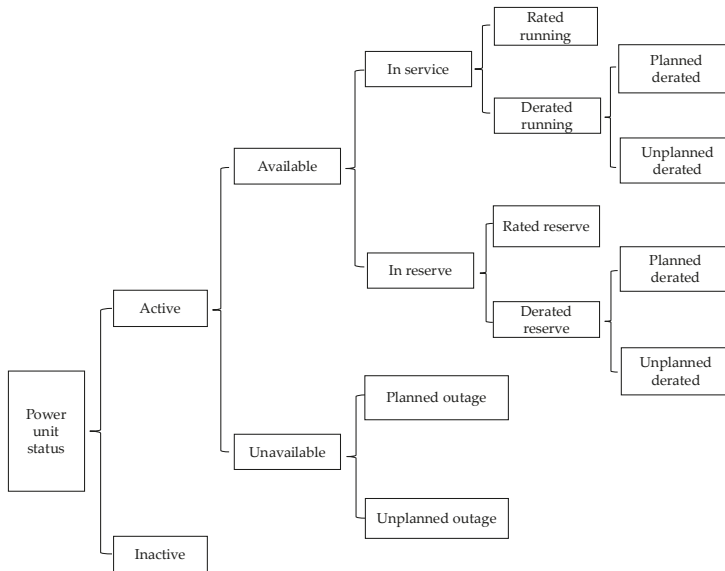 Rated
running
In service
Planned
derated
Derated
running
Unplanned
derated
Available
Rated reserve
In reserve
Planned
derated
Active
Derated
reserve
Unplanned
derated
Power
unit
status
Planned outage
Unavailable
Unplanned outage
Inactive